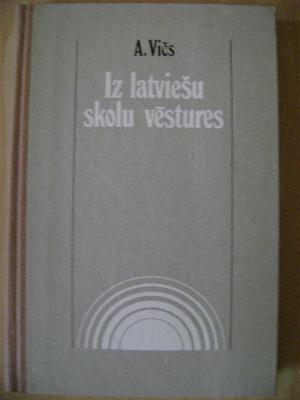 A. Vičs
Iz latviešu
skolu vēstures